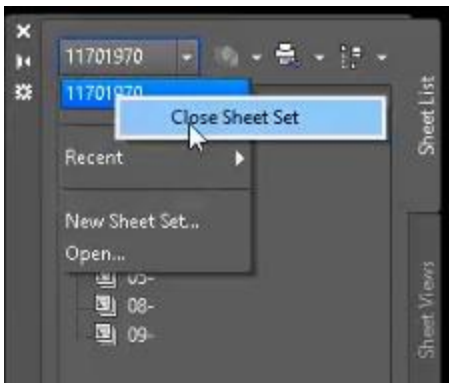 11701970
11701970
Close Sheet Set
Recent
New Sheet Set...
Open...
05-
08-
09-
Sheet List
Sheet Views